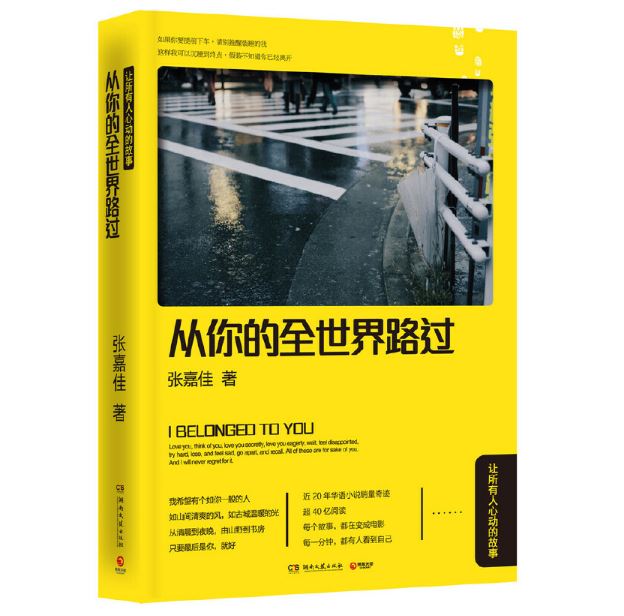 如果你要提前下车，请别推醒装睡的我
这样我可以沉睡到终点，假装不知道你已经离开
让所有人心动的故事
从你的全世界路过
张嘉佳 著
从你的全世界路过
张嘉佳 著
I BELONGED TO YOU
Love you, think of you, love you secretly, love you eagerly, wait, feel disappointed,
try hard, lose, and feel sad, go apart, and recall. All of these are for sake of you.
And I will never regret for it.
我希望有个如你一般的人
如山间清爽的风，如古城温暖的光
从清晨到夜晚，由山野到书房
只要最后是你，就好
近20年华语小说销量奇迹
超40亿阅读
每个故事，都在变成电影
每一分钟，都有人看到自己
······
让所有人心动的故事
CS
湖南文艺出版社
博集天卷